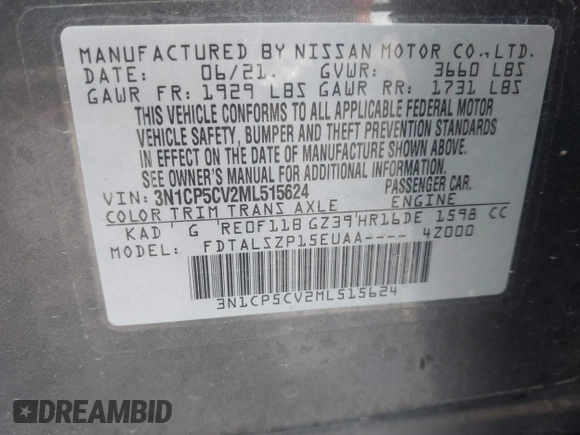 MANUFACTURED BY NISSAN MOTOR CO.,LTD.
DATE: 06/21. GVWR: 3660 LBS
GAWR FR: 1929 LBS GAWR RR: 1731 LBS
THIS VEHICLE CONFORMS TO ALL APPLICABLE FEDERAL MOTOR
VEHICLE SAFETY, BUMPER AND THEFT PREVENTION STANDARDS
IN EFFECT ON THE DATE OF MANUFACTURE SHOWN ABOVE.
SEE OWNER'S MANUAL FOR ADDITIONAL INFORMATION.
VIN: 3N1CP5CV2ML515624 PASSENGER CAR.
COLOR TRIM TRANS AXLE ENGINE
KAD G RE0F11B GZ39 HR16DE 1598 CC
MODEL: FDTALSZP15EUAA---- 4Z000
3N1CP5CV2ML515624
DREAMBID